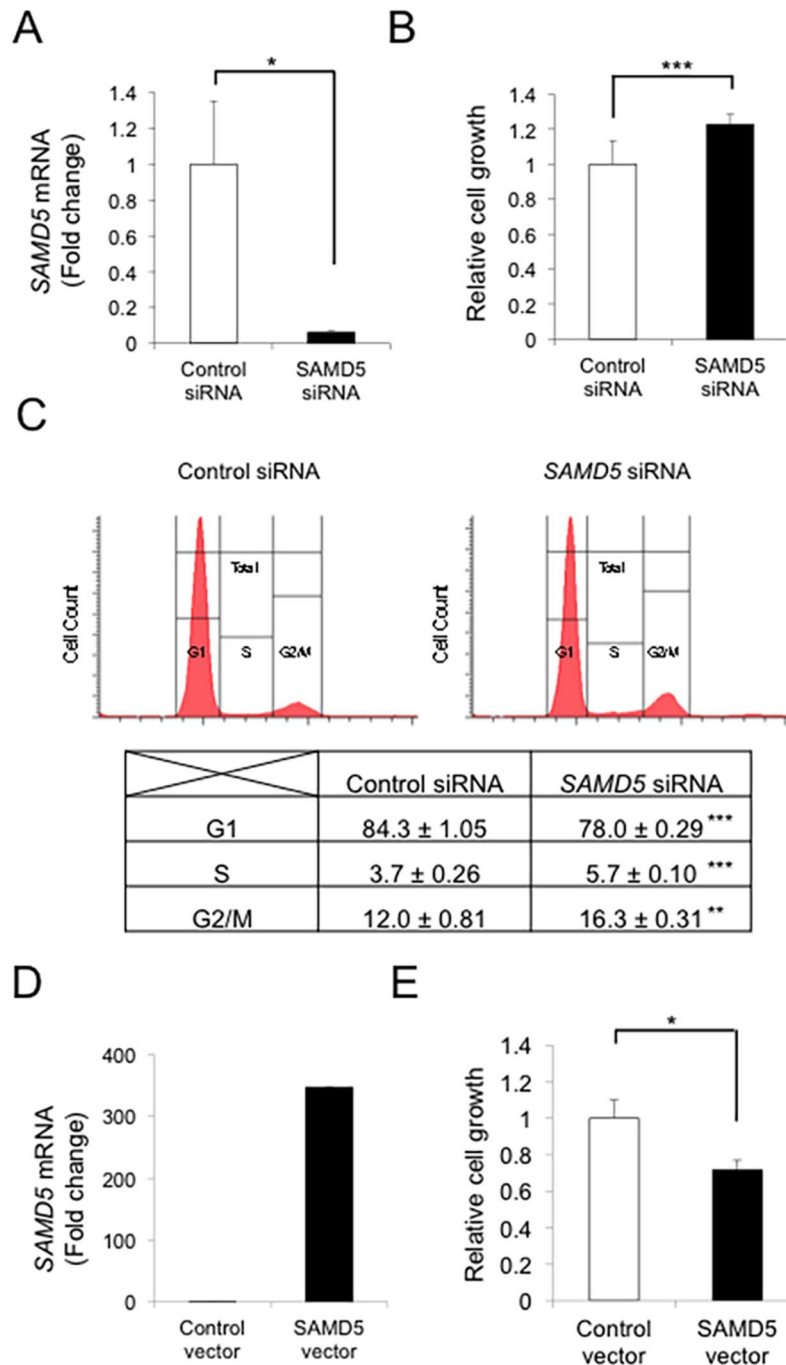 A
*
SAMD5 mRNA
(Fold change)
1.4
1.2
1
0.8
0.6
0.4
0.2
0
Control
siRNA
SAMD5
siRNA
B
***
Relative cell growth
1.4
1.2
1
0.8
0.6
0.4
0.2
0
Control
siRNA
SAMD5
siRNA
C
Control siRNA
Cell Count
Total
G1
S
G2/M
SAMD5 siRNA
Cell Count
Total
G1
S
G2/M
Control siRNA SAMD5 siRNA
G1 84.3 ± 1.05 78.0 ± 0.29 ***
S 3.7 ± 0.26 5.7 ± 0.10 ***
G2/M 12.0 ± 0.81 16.3 ± 0.31 **
D
SAMD5 mRNA
(Fold change)
400
300
200
100
0
Control
vector
SAMD5
vector
E
*
Relative cell growth
1.4
1.2
1
0.8
0.6
0.4
0.2
0
Control
vector
SAMD5
vector